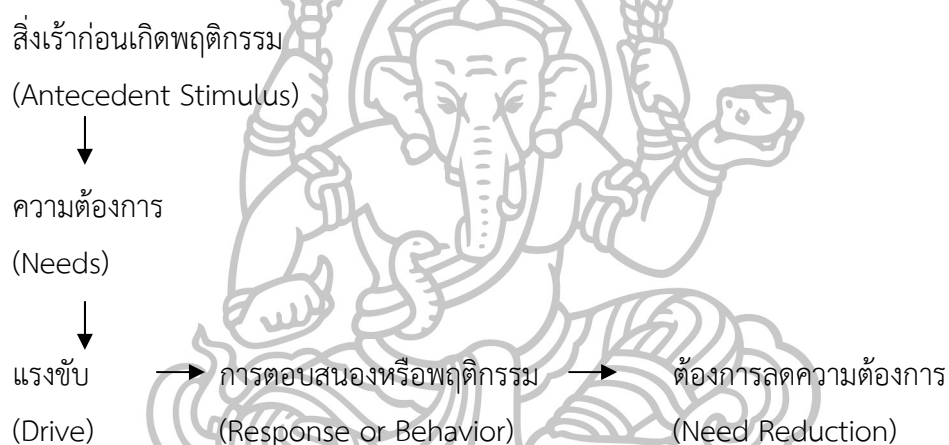 สิ่งเร้าก่อนเกิดพฤติกรรม
(Antecedent Stimulus)
ความต้องการ
(Needs)
แรงขับ การตอบสนองหรือพฤติกรรม ต้องการลดความต้องการ
(Drive) (Response or Behavior) (Need Reduction)